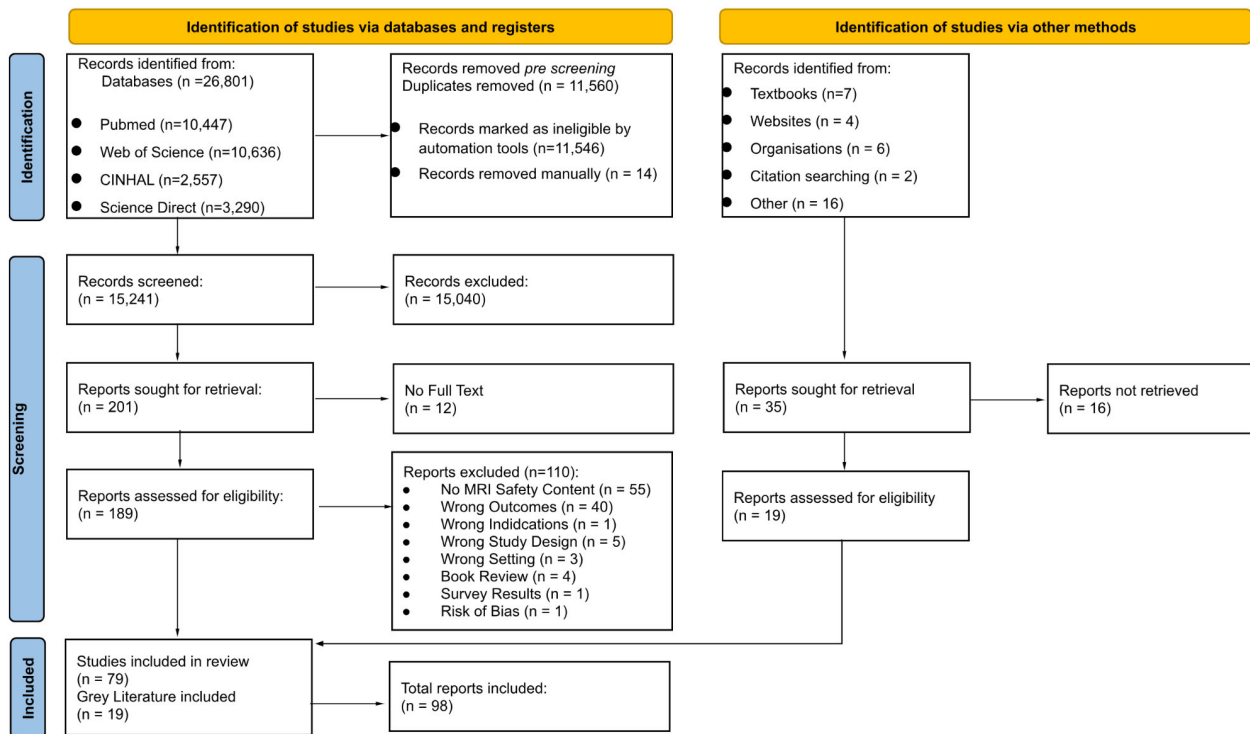 Identification of studies via databases and registers
Identification of studies via other methods
Identification
Records identified from:
Databases (n =26,801)
Pubmed (n=10,447)
Web of Science (n=10,636)
CINHAL (n=2,557)
Science Direct (n=3,290)
Records removed pre screening
Duplicates removed (n = 11,560)
Records marked as ineligible by
automation tools (n=11,546)
Records removed manually (n = 14)
Records identified from:
Textbooks (n=7)
Websites (n = 4)
Organisations (n = 6)
Citation searching (n = 2)
Other (n = 16)
Screening
Records screened:
(n = 15,241)
Records excluded:
(n = 15,040)
Reports sought for retrieval:
(n = 201)
No Full Text
(n = 12)
Reports sought for retrieval
(n = 35)
Reports not retrieved
(n = 16)
Reports assessed for eligibility:
(n = 189)
Reports excluded (n=110):
No MRI Safety Content (n = 55)
Wrong Outcomes (n = 40)
Wrong Indidcations (n = 1)
Wrong Study Design (n = 5)
Wrong Setting (n = 3)
Book Review (n = 4)
Survey Results (n = 1)
Risk of Bias (n = 1)
Reports assessed for eligibility
(n = 19)
Included
Studies included in review
(n = 79)
Grey Literature included
(n = 19)
Total reports included:
(n = 98)